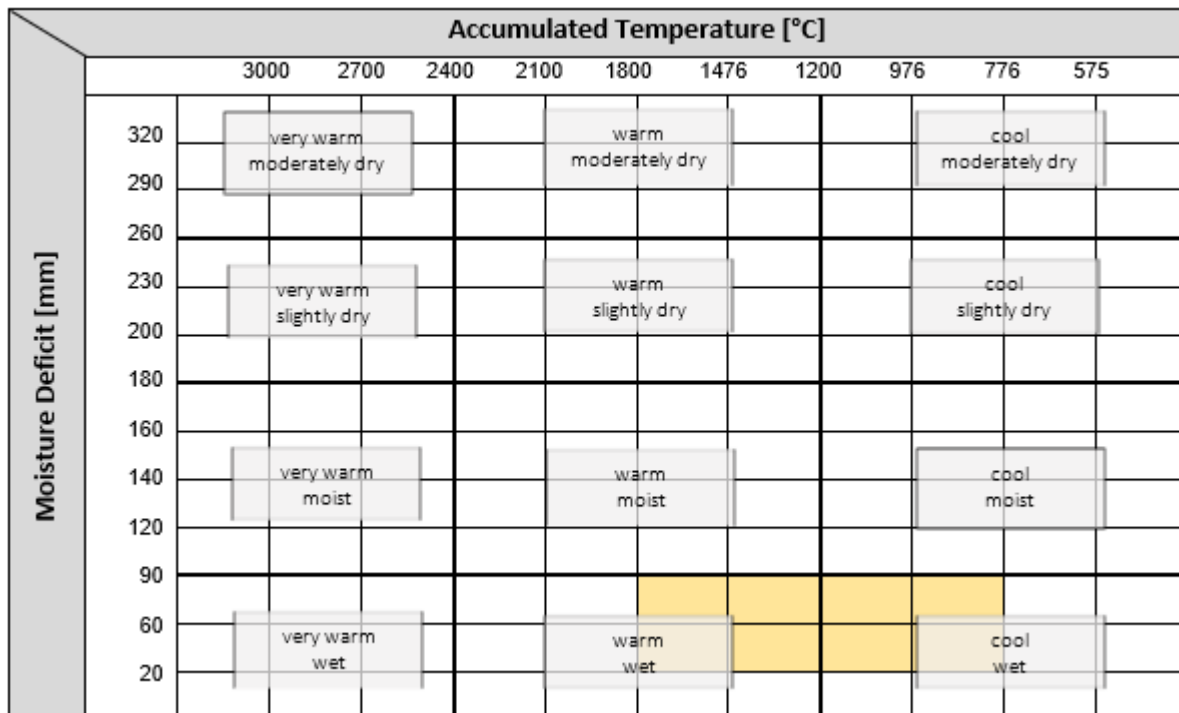 Accumulated Temperature [°C]
3000 2700 2400 2100 1800 1476 1200 976 776 575
Moisture Deficit [mm]
320
very warm
moderately dry
warm
moderately dry
cool
moderately dry
290
260
230
very warm
slightly dry
warm
slightly dry
cool
slightly dry
200
180
160
140
very warm
moist
warm
moist
cool
moist
120
90
60
very warm
wet
warm
wet
cool
wet
20